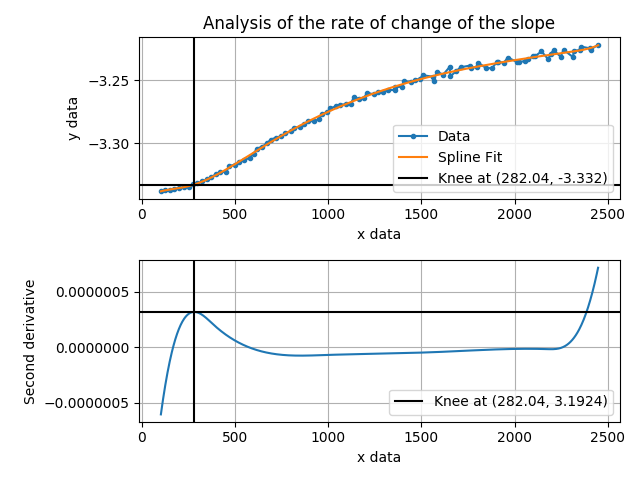 Analysis of the rate of change of the slope
y data
−3.25
−3.30
Data
Spline Fit
Knee at (282.04, -3.332)
0 500 1000 1500 2000 2500
x data
Second derivative
0.0000005
0.0000000
−0.0000005
Knee at (282.04, 3.1924)
0 500 1000 1500 2000 2500
x data